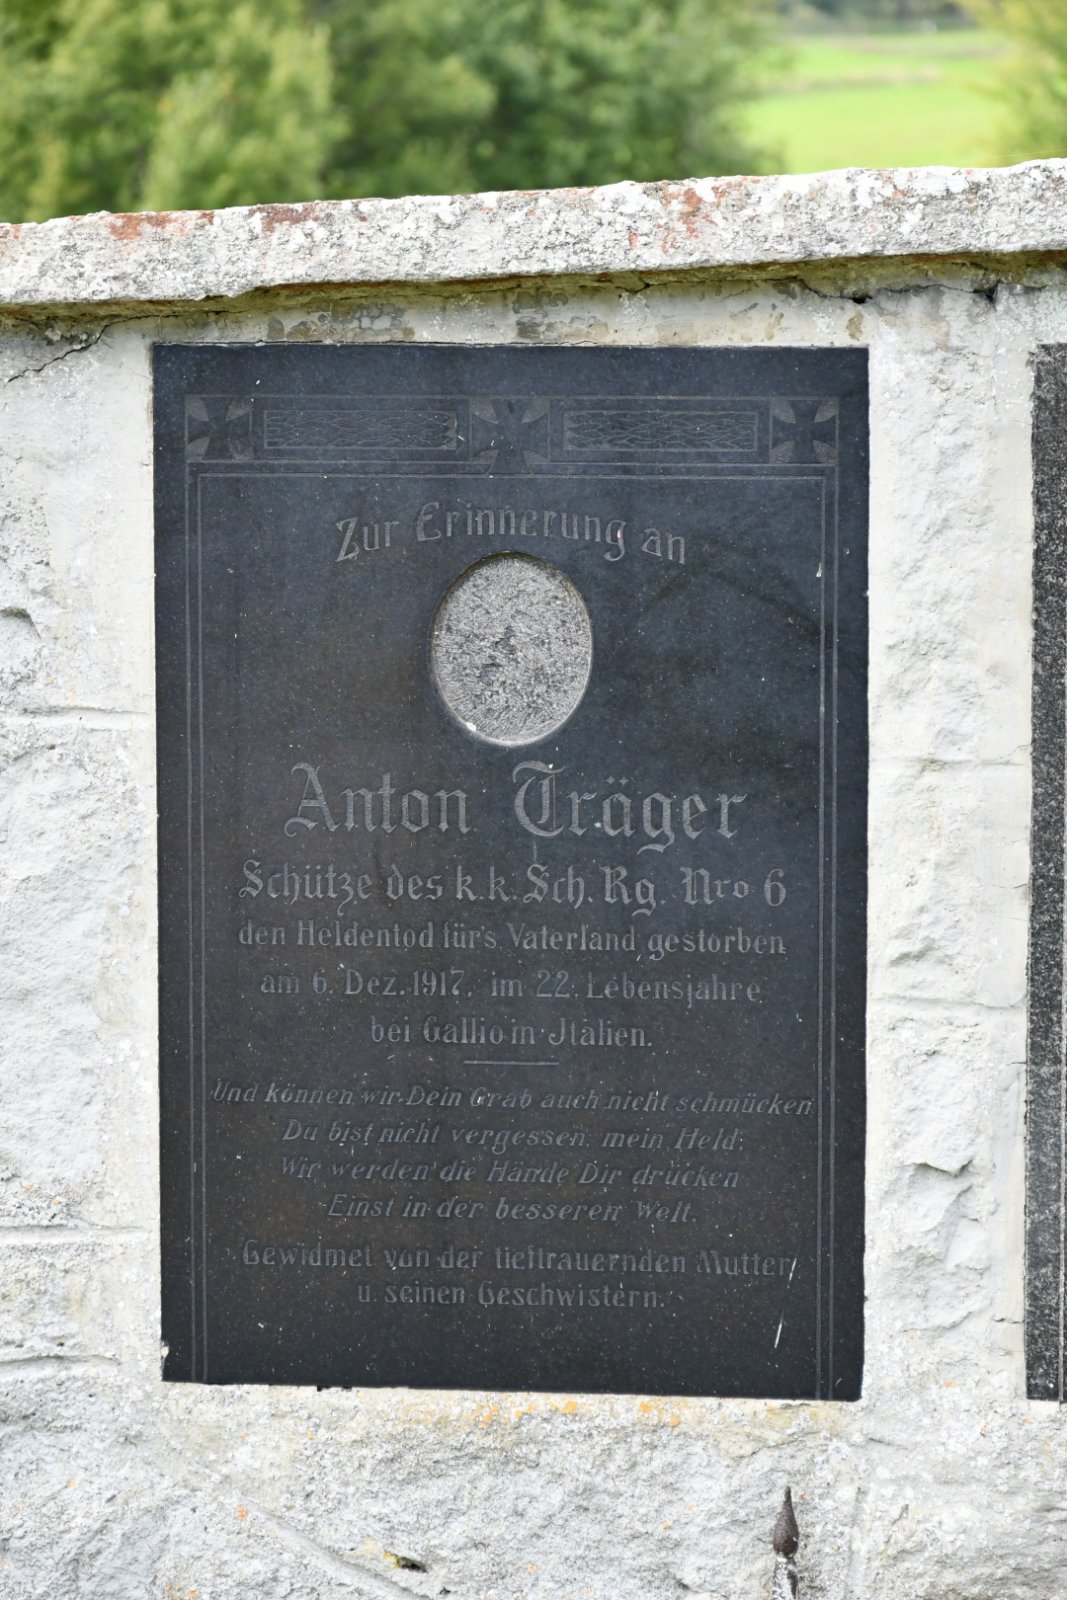 Zur Erinnerung an
Anton Träger
Schütze des k.k. Sch. Rg. Nro 6
den Heldentod für's Vaterland gestorben
am 6. Dez. 1917, im 22. Lebensjahre
bei Gallio in Jtalien.
Und können wir Dein Grab auch nicht schmücken
Du bist nicht vergessen, mein Held,
Wir werden die Hände Dir drücken
Einst in der besseren Welt.
Gewidmet von der tieftrauernden Mutter
u. seinen Geschwistern.